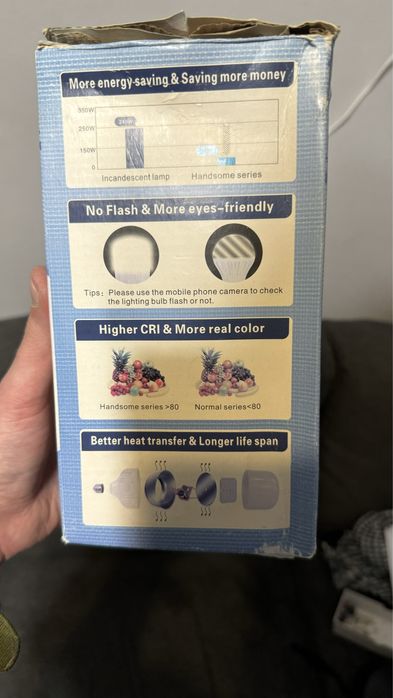 More energy-saving & Saving more money
350W
250W
150W
0
Incandescent lamp Handsome series
No Flash & More eyes-friendly
Tips: Please use the mobile phone camera to check
the lighting bulb flash or not.
Higher CRI & More real color
Handsome series >80 Normal series<80
Better heat transfer & Longer life span